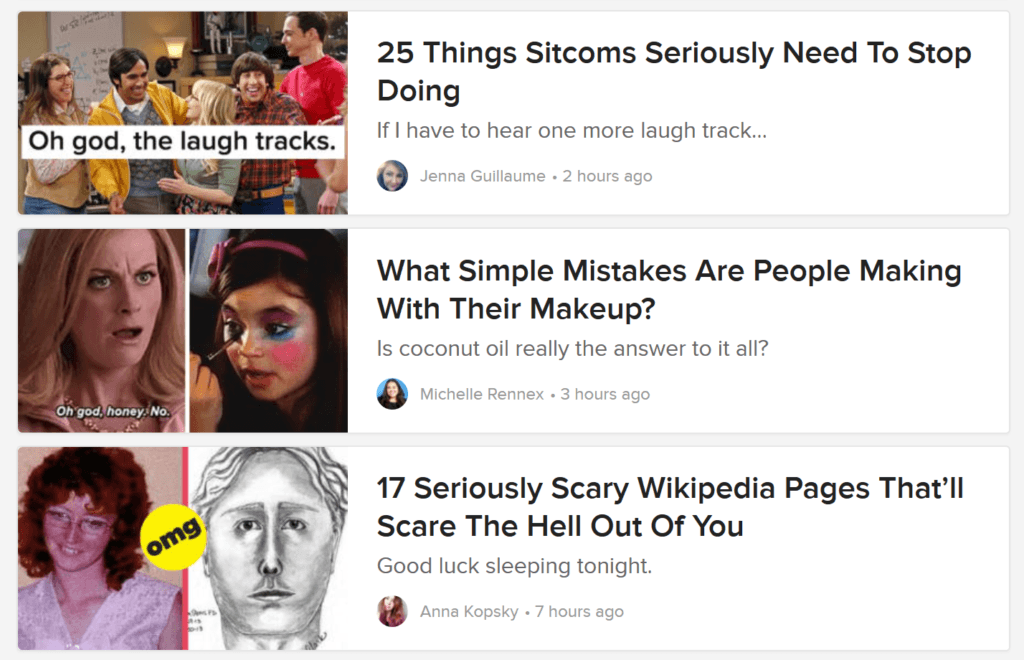 Oh god, the laugh tracks.
25 Things Sitcoms Seriously Need To Stop
Doing
If I have to hear one more laugh track...
Jenna Guillaume • 2 hours ago
Oh god, honey. No.
What Simple Mistakes Are People Making
With Their Makeup?
Is coconut oil really the answer to it all?
Michelle Rennex • 3 hours ago
omg
17 Seriously Scary Wikipedia Pages That'll
Scare The Hell Out Of You
Good luck sleeping tonight.
Anna Kopsky • 7 hours ago